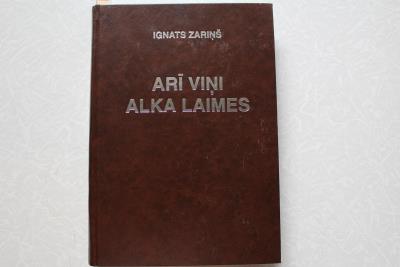 IGNATS ZARIŅŠ
ARĪ VIŅI
ALKA LAIMES